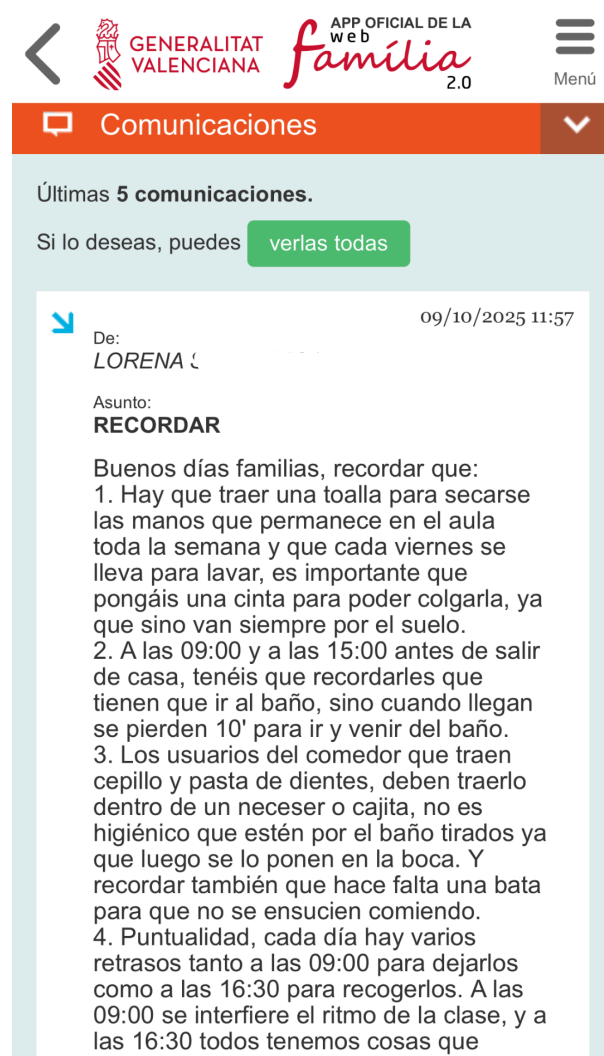 GENERALITAT
VALENCIANA
APP OFICIAL DE LA
web
família
2.0
Menú
Comunicaciones
Últimas 5 comunicaciones.
Si lo deseas, puedes verlas todas
09/10/2025 11:57
De:
LORENA
Asunto:
RECORDAR
Buenos días familias, recordar que:
1. Hay que traer una toalla para secarse
las manos que permanece en el aula
toda la semana y que cada viernes se
lleva para lavar, es importante que
pongáis una cinta para poder colgarla, ya
que sino van siempre por el suelo.
2. A las 09:00 y a las 15:00 antes de salir
de casa, tenéis que recordarles que
tienen que ir al baño, sino cuando llegan
se pierden 10' para ir y venir del baño.
3. Los usuarios del comedor que traen
cepillo y pasta de dientes, deben traerlo
dentro de un neceser o cajita, no es
higiénico que estén por el baño tirados ya
que luego se lo ponen en la boca. Y
recordar también que hace falta una bata
para que no se ensucien comiendo.
4. Puntualidad, cada día hay varios
retrasos tanto a las 09:00 para dejarlos
como a las 16:30 para recogerlos. A las
09:00 se interfiere el ritmo de la clase, y a
las 16:30 todos tenemos cosas que